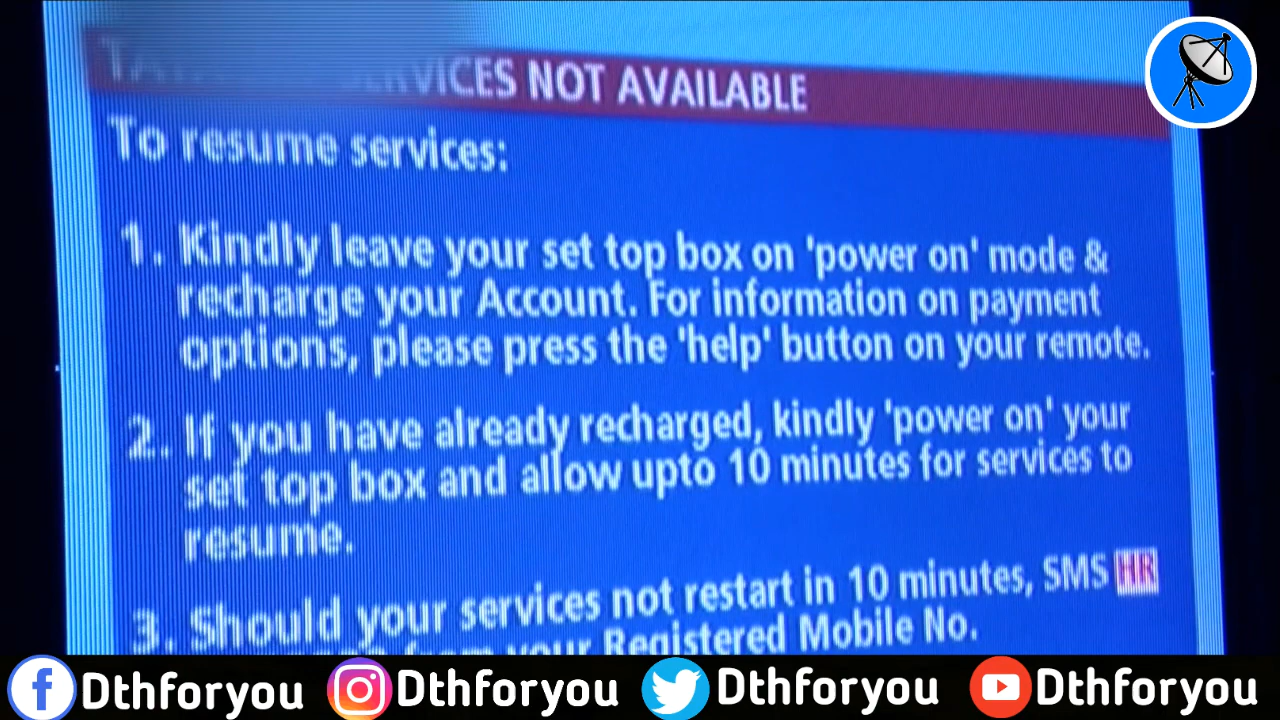 SERVICES NOT AVAILABLE
To resume services:
1. Kindly leave your set top box on 'power on' mode &
recharge your Account. For information on payment
options, please press the 'help' button on your remote.
2. If you have already recharged, kindly 'power on' your
set top box and allow upto 10 minutes for services to
resume.
3. Should your services not restart in 10 minutes, SMS HR
from your Registered Mobile No.
Dthforyou Dthforyou Dthforyou Dthforyou